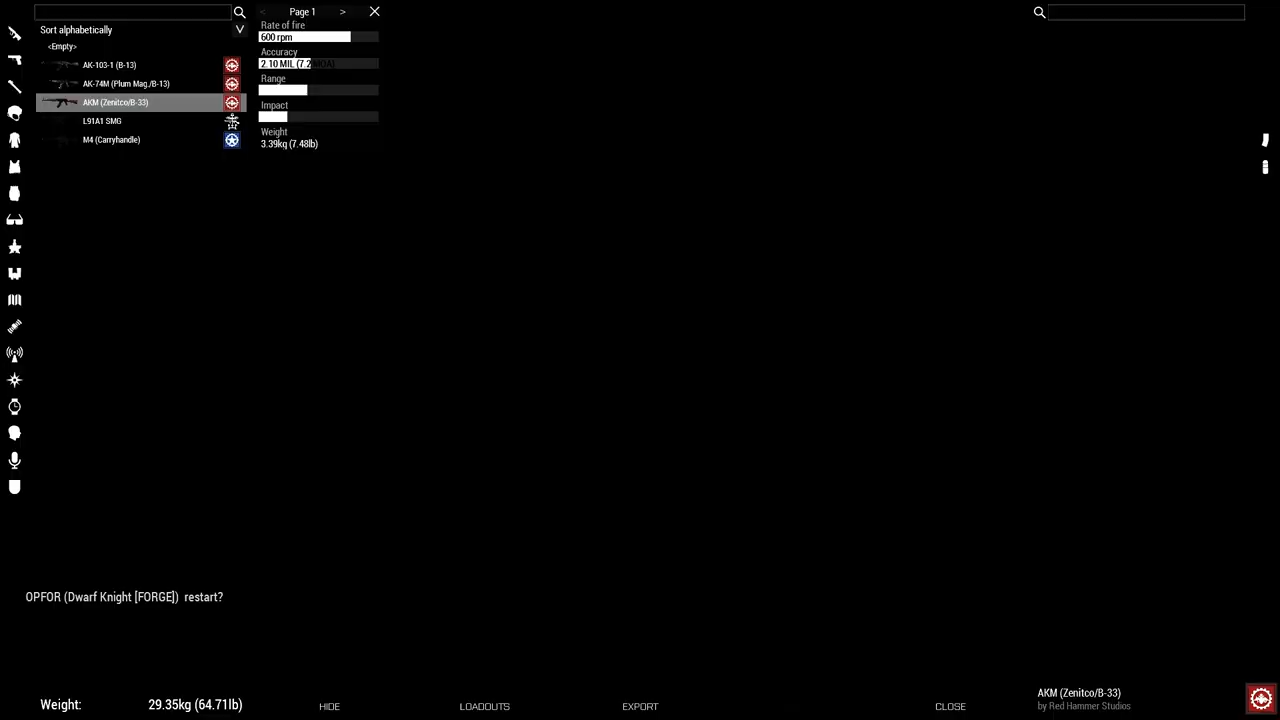 Page 1
Sort alphabetically
<Empty>
AK-103-1 (B-13)
AK-74M (Plum Mag./B-13)
AKM (Zenitco/B-33)
L91A1 SMG
M4 (Carryhandle)
Rate of fire
600 rpm
Accuracy
2.10 MIL (7.2 MOA)
Range
Impact
Weight
3.39kg (7.48lb)
OPFOR (Dwarf Knight [FORGE]) restart?
Weight: 29.35kg (64.71lb)
HIDE
LOADOUTS
EXPORT
CLOSE
AKM (Zenitco/B-33)
by Red Hammer Studios